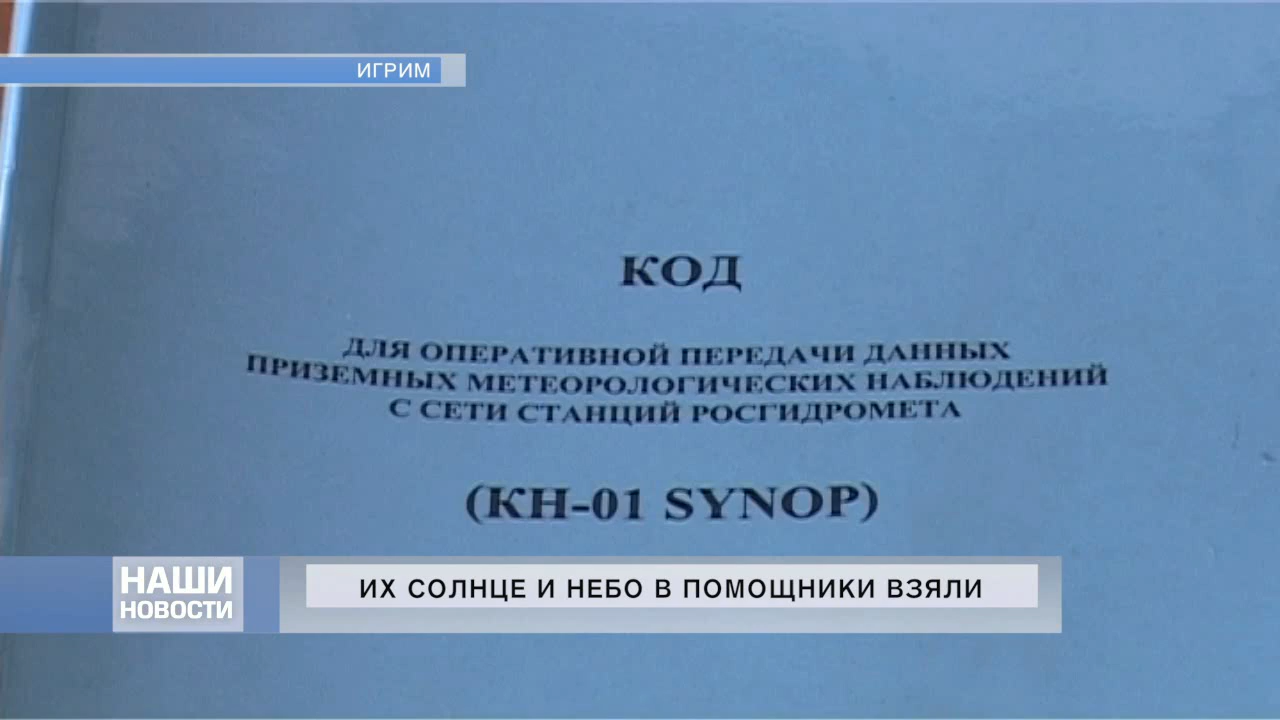 ИГРИМ
КОД
ДЛЯ ОПЕРАТИВНОЙ ПЕРЕДАЧИ ДАННЫХ
ПРИЗЕМНЫХ МЕТЕОРОЛОГИЧЕСКИХ НАБЛЮДЕНИЙ
С СЕТИ СТАНЦИЙ РОСГИДРОМЕТА
(КН-01 SYNOP)
НАШИ
НОВОСТИ
ИХ СОЛНЦЕ И НЕБО В ПОМОЩНИКИ ВЗЯЛИ